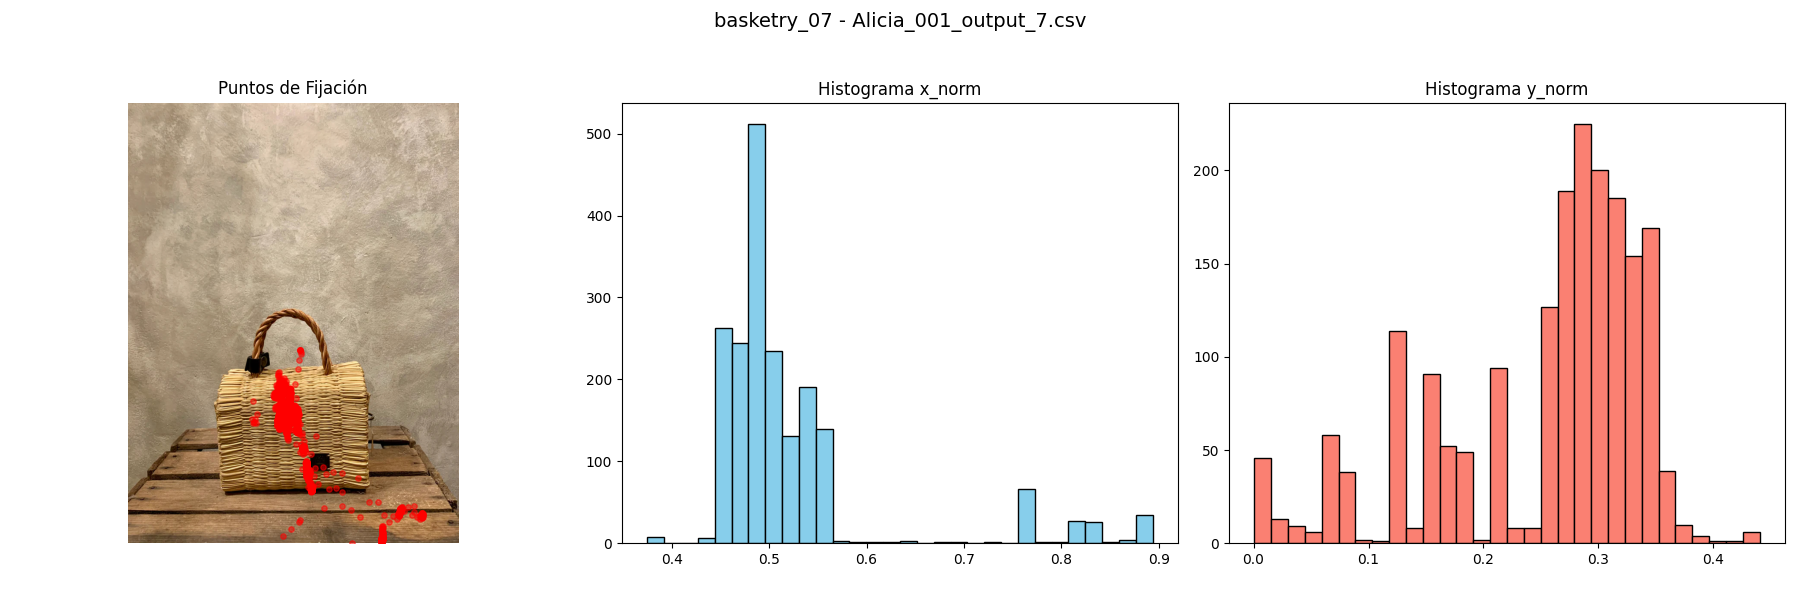 basketry_07 - Alicia_001_output_7.csv
Puntos de Fijación
Histograma x_norm
500
400
300
200
100
0
0.4 0.5 0.6 0.7 0.8 0.9
Histograma y_norm
200
150
100
50
0
0.0 0.1 0.2 0.3 0.4